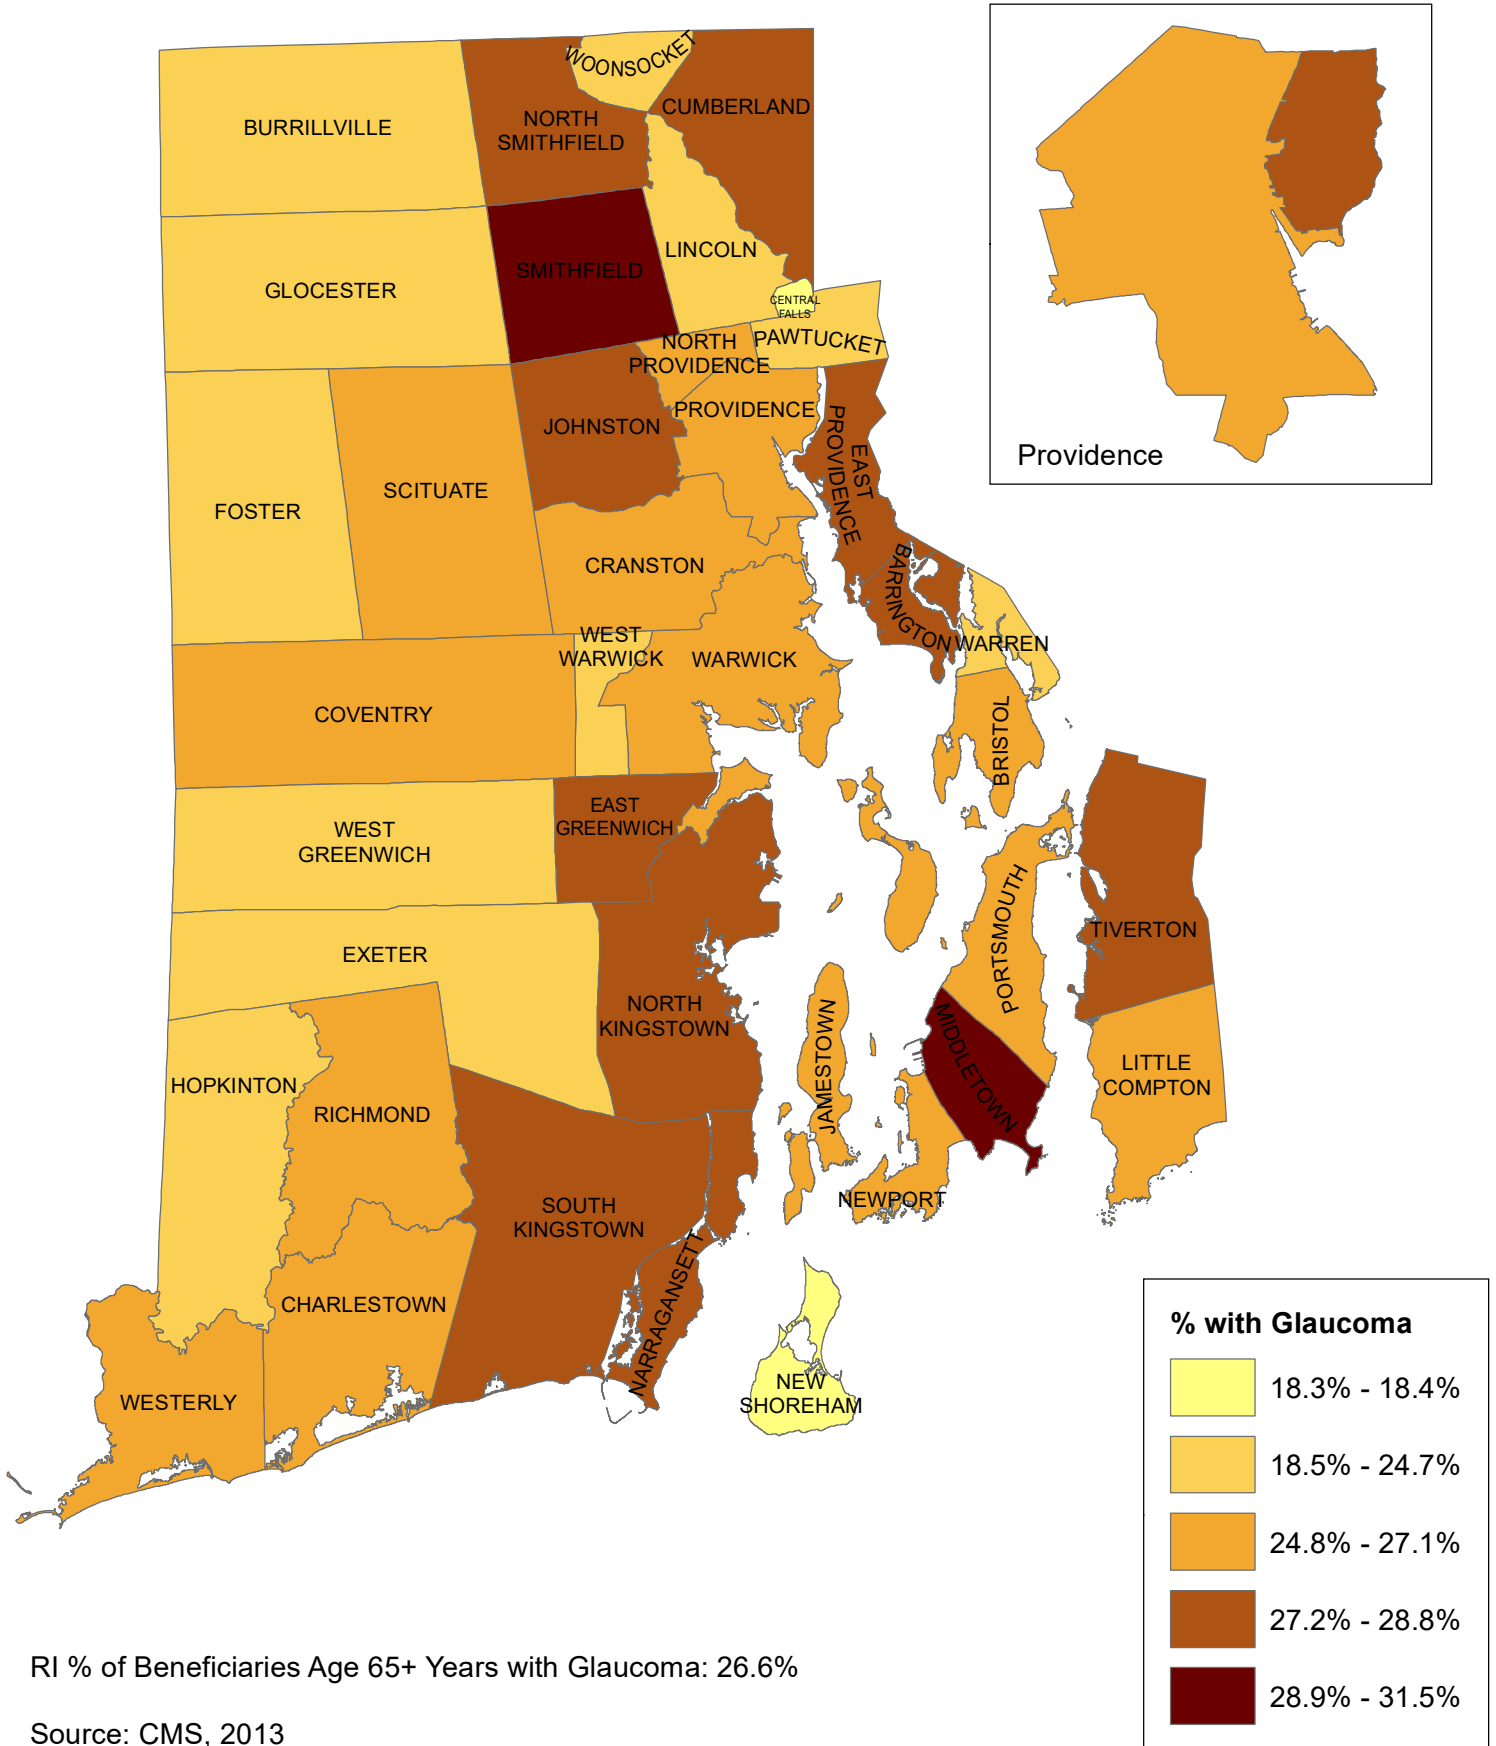 WOONSOCKET
CUMBERLAND
BURRILLVILLE
NORTH
SMITHFIELD
LINCOLN
SMITHFIELD
GLOCESTER
CENTRAL
FALLS
NORTH
PROVIDENCE
PAWTUCKET
PROVIDENCE
JOHNSTON
EAST
PROVIDENCE
SCITUATE
FOSTER
CRANSTON
BARRINGTON
WARREN
WEST
WARWICK
WARWICK
COVENTRY
BRISTOL
EAST
GREENWICH
WEST
GREENWICH
PORTSMOUTH
TIVERTON
EXETER
NORTH
KINGSTOWN
JAMESTOWN
MIDDLETOWN
LITTLE
COMPTON
HOPKINTON
RICHMOND
SOUTH
KINGSTOWN
NEWPORT
NARRAGANSETT
CHARLESTOWN
WESTERLY
NEW
SHOREHAM
Providence
% with Glaucoma
18.3% - 18.4%
18.5% - 24.7%
24.8% - 27.1%
27.2% - 28.8%
28.9% - 31.5%
RI % of Beneficiaries Age 65+ Years with Glaucoma: 26.6%
Source: CMS, 2013